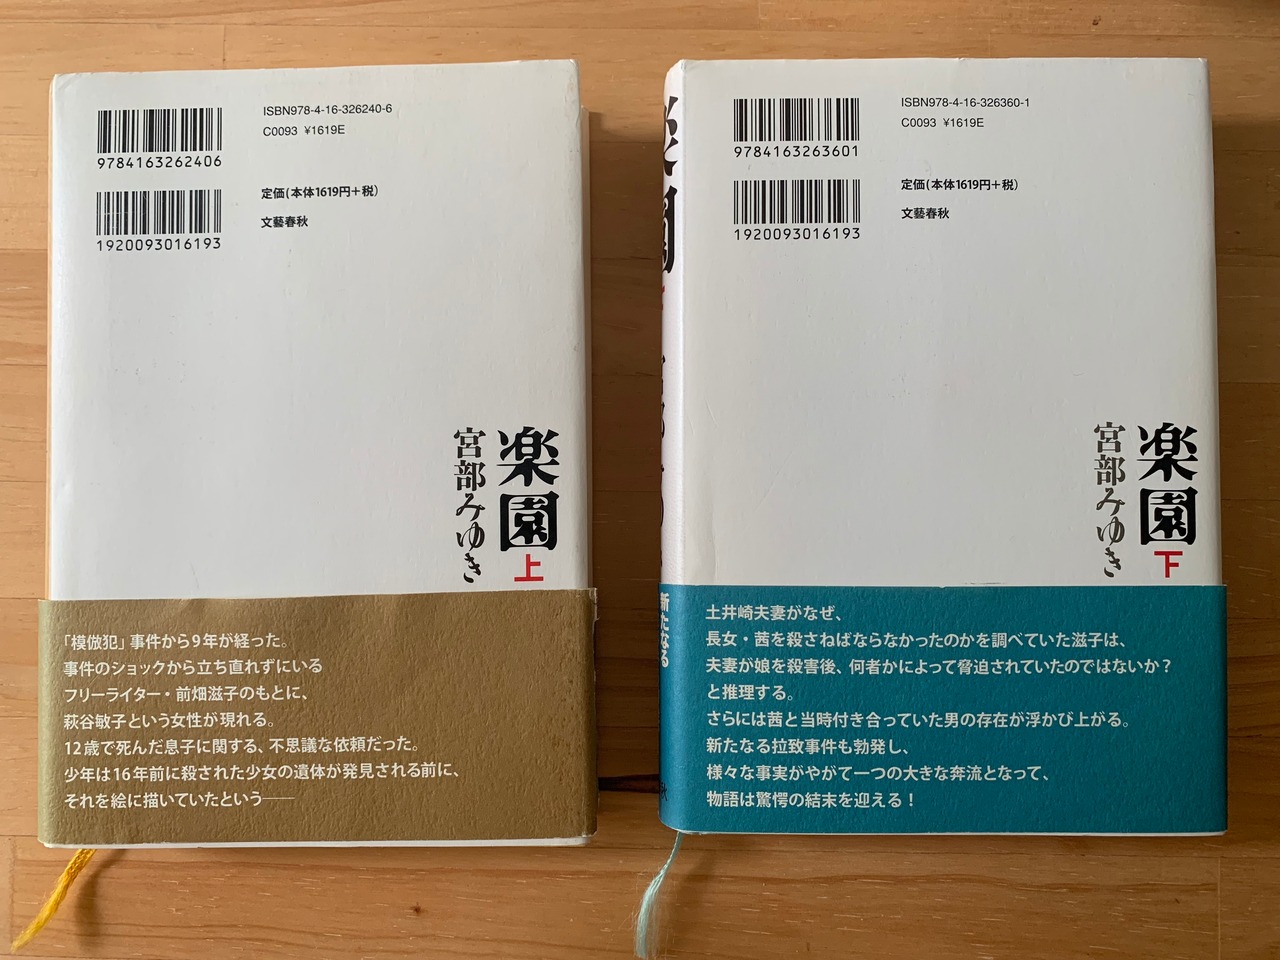 ISBN978-4-16-326240-6
C0093 ¥1619E
9784163262406
定価(本体1619円+税)
文藝春秋
1920093016193
楽園 上
宮部みゆき
「模倣犯」事件から9年が経った。
事件のショックから立ち直れずにいる
フリーライター・前畑滋子のもとに、
萩谷敏子という女性が現れる。
12歳で死んだ息子に関する、不思議な依頼だった。
少年は16年前に殺された少女の遺体が発見される前に、
それを絵に描いていたという——
ISBN978-4-16-326360-1
C0093 ¥1619E
9784163263601
定価(本体1619円+税)
文藝春秋
1920093016193
楽園 下
宮部みゆき
土井崎夫妻がなぜ、
長女・茜を殺さねばならなかったのかを調べていた滋子は、
夫妻が娘を殺害後、何者かによって脅迫されていたのではないか?
と推理する。
さらには茜と当時付き合っていた男の存在が浮かび上がる。
新たなる拉致事件も勃発し、
様々な事実がやがて一つの大きな奔流となって、
物語は驚愕の結末を迎える!
楽園
新たなる